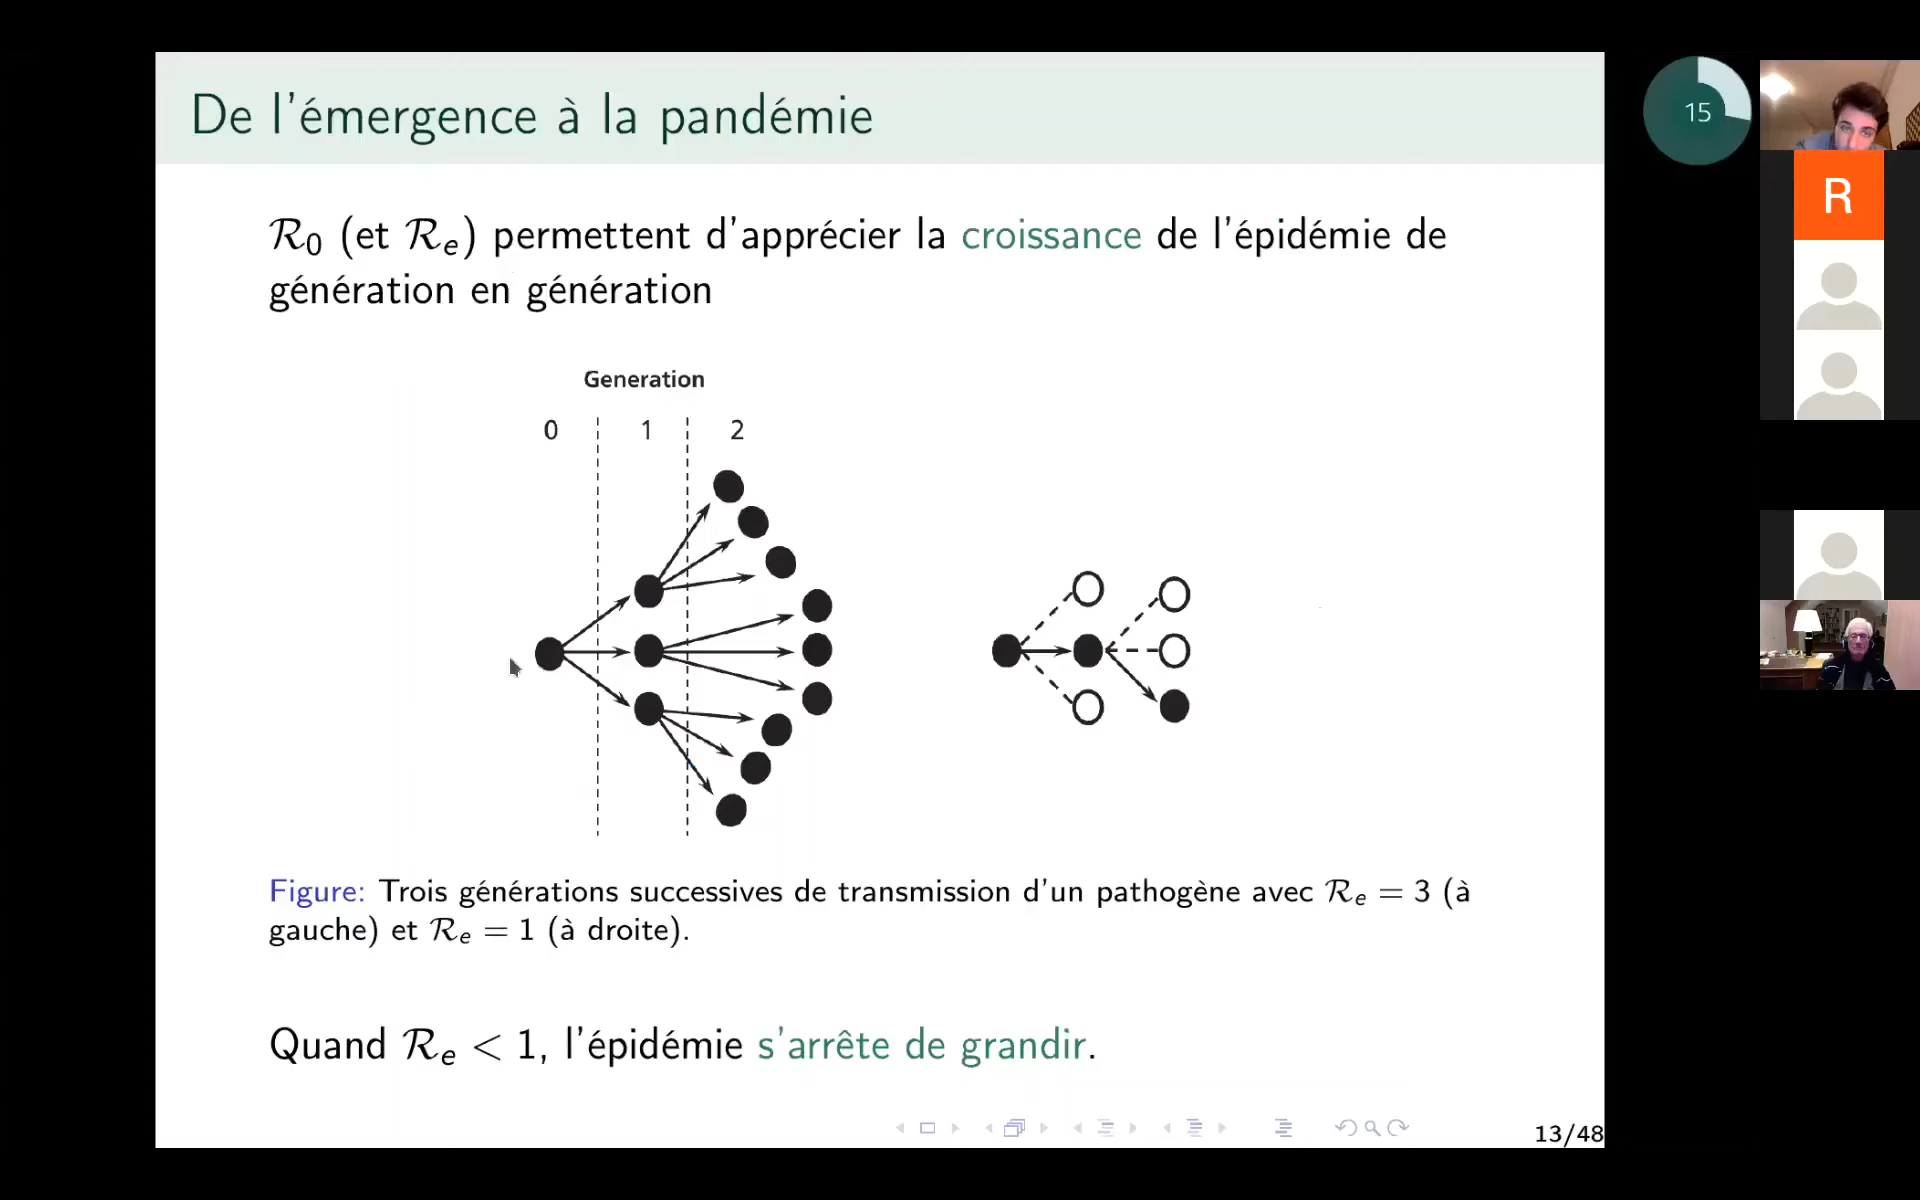 De l'émergence à la pandémie
R0 (et Re) permettent d'apprécier la croissance de l'épidémie de
génération en génération
Generation
0 1 2
Figure: Trois générations successives de transmission d'un pathogène avec Re = 3 (à
gauche) et Re = 1 (à droite).
Quand Re < 1, l'épidémie s'arrête de grandir.
13/48
15
R